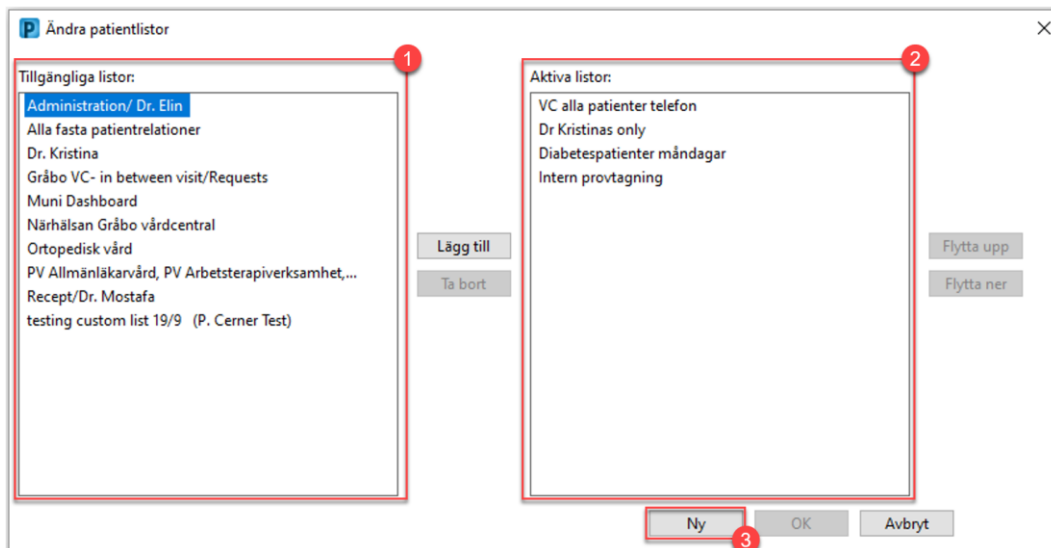 P Ändra patientlistor
1
Tillgängliga listor:
Administration/ Dr. Elin
Alla fasta patientrelationer
Dr. Kristina
Gråbo VC- in between visit/Requests
Muni Dashboard
Närhälsan Gråbo vårdcentral
Ortopedisk vård
PV Allmänläkarvård, PV Arbetsterapiverksamhet,...
Recept/Dr. Mostafa
testing custom list 19/9 (P. Cerner Test)
Lägg till
Ta bort
2
Aktiva listor:
VC alla patienter telefon
Dr Kristinas only
Diabetespatienter måndagar
Intern provtagning
Flytta upp
Flytta ner
Ny
OK
Avbryt
3